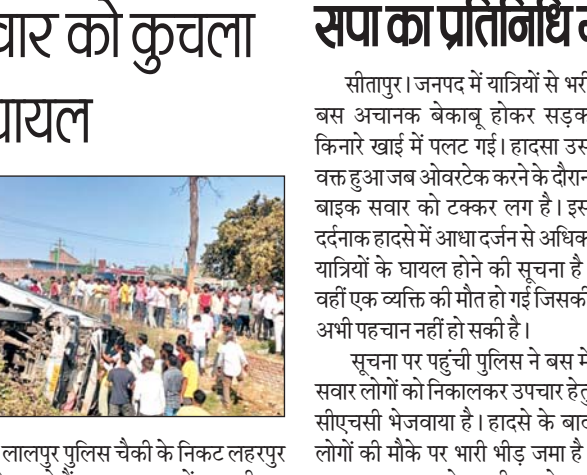 को कुचला
घायल
लालपुर पुलिस चैकी के निकट लहरपुर
सपा का प्रतिनिधि
सीतापुर। जनपद में यात्रियों से भरी
बस अचानक बेकाबू होकर सड़क
किनारे खाई में पलट गई। हादसा उस
वक्त हुआ जब ओवरटेक करने के दौरान
बाइक सवार को टक्कर लग है। इस
दर्दनाक हादसे में आधा दर्जन से अधिक
यात्रियों के घायल होने की सूचना है
वहीं एक व्यक्ति की मौत हो गई जिसकी
अभी पहचान नहीं हो सकी है।
सूचना पर पहुंची पुलिस ने बस में
सवार लोगों को निकालकर उपचार हेतु
सीएचसी भेजवाया है। हादसे के बाद
लोगों की मौके पर भारी भीड़ जमा है